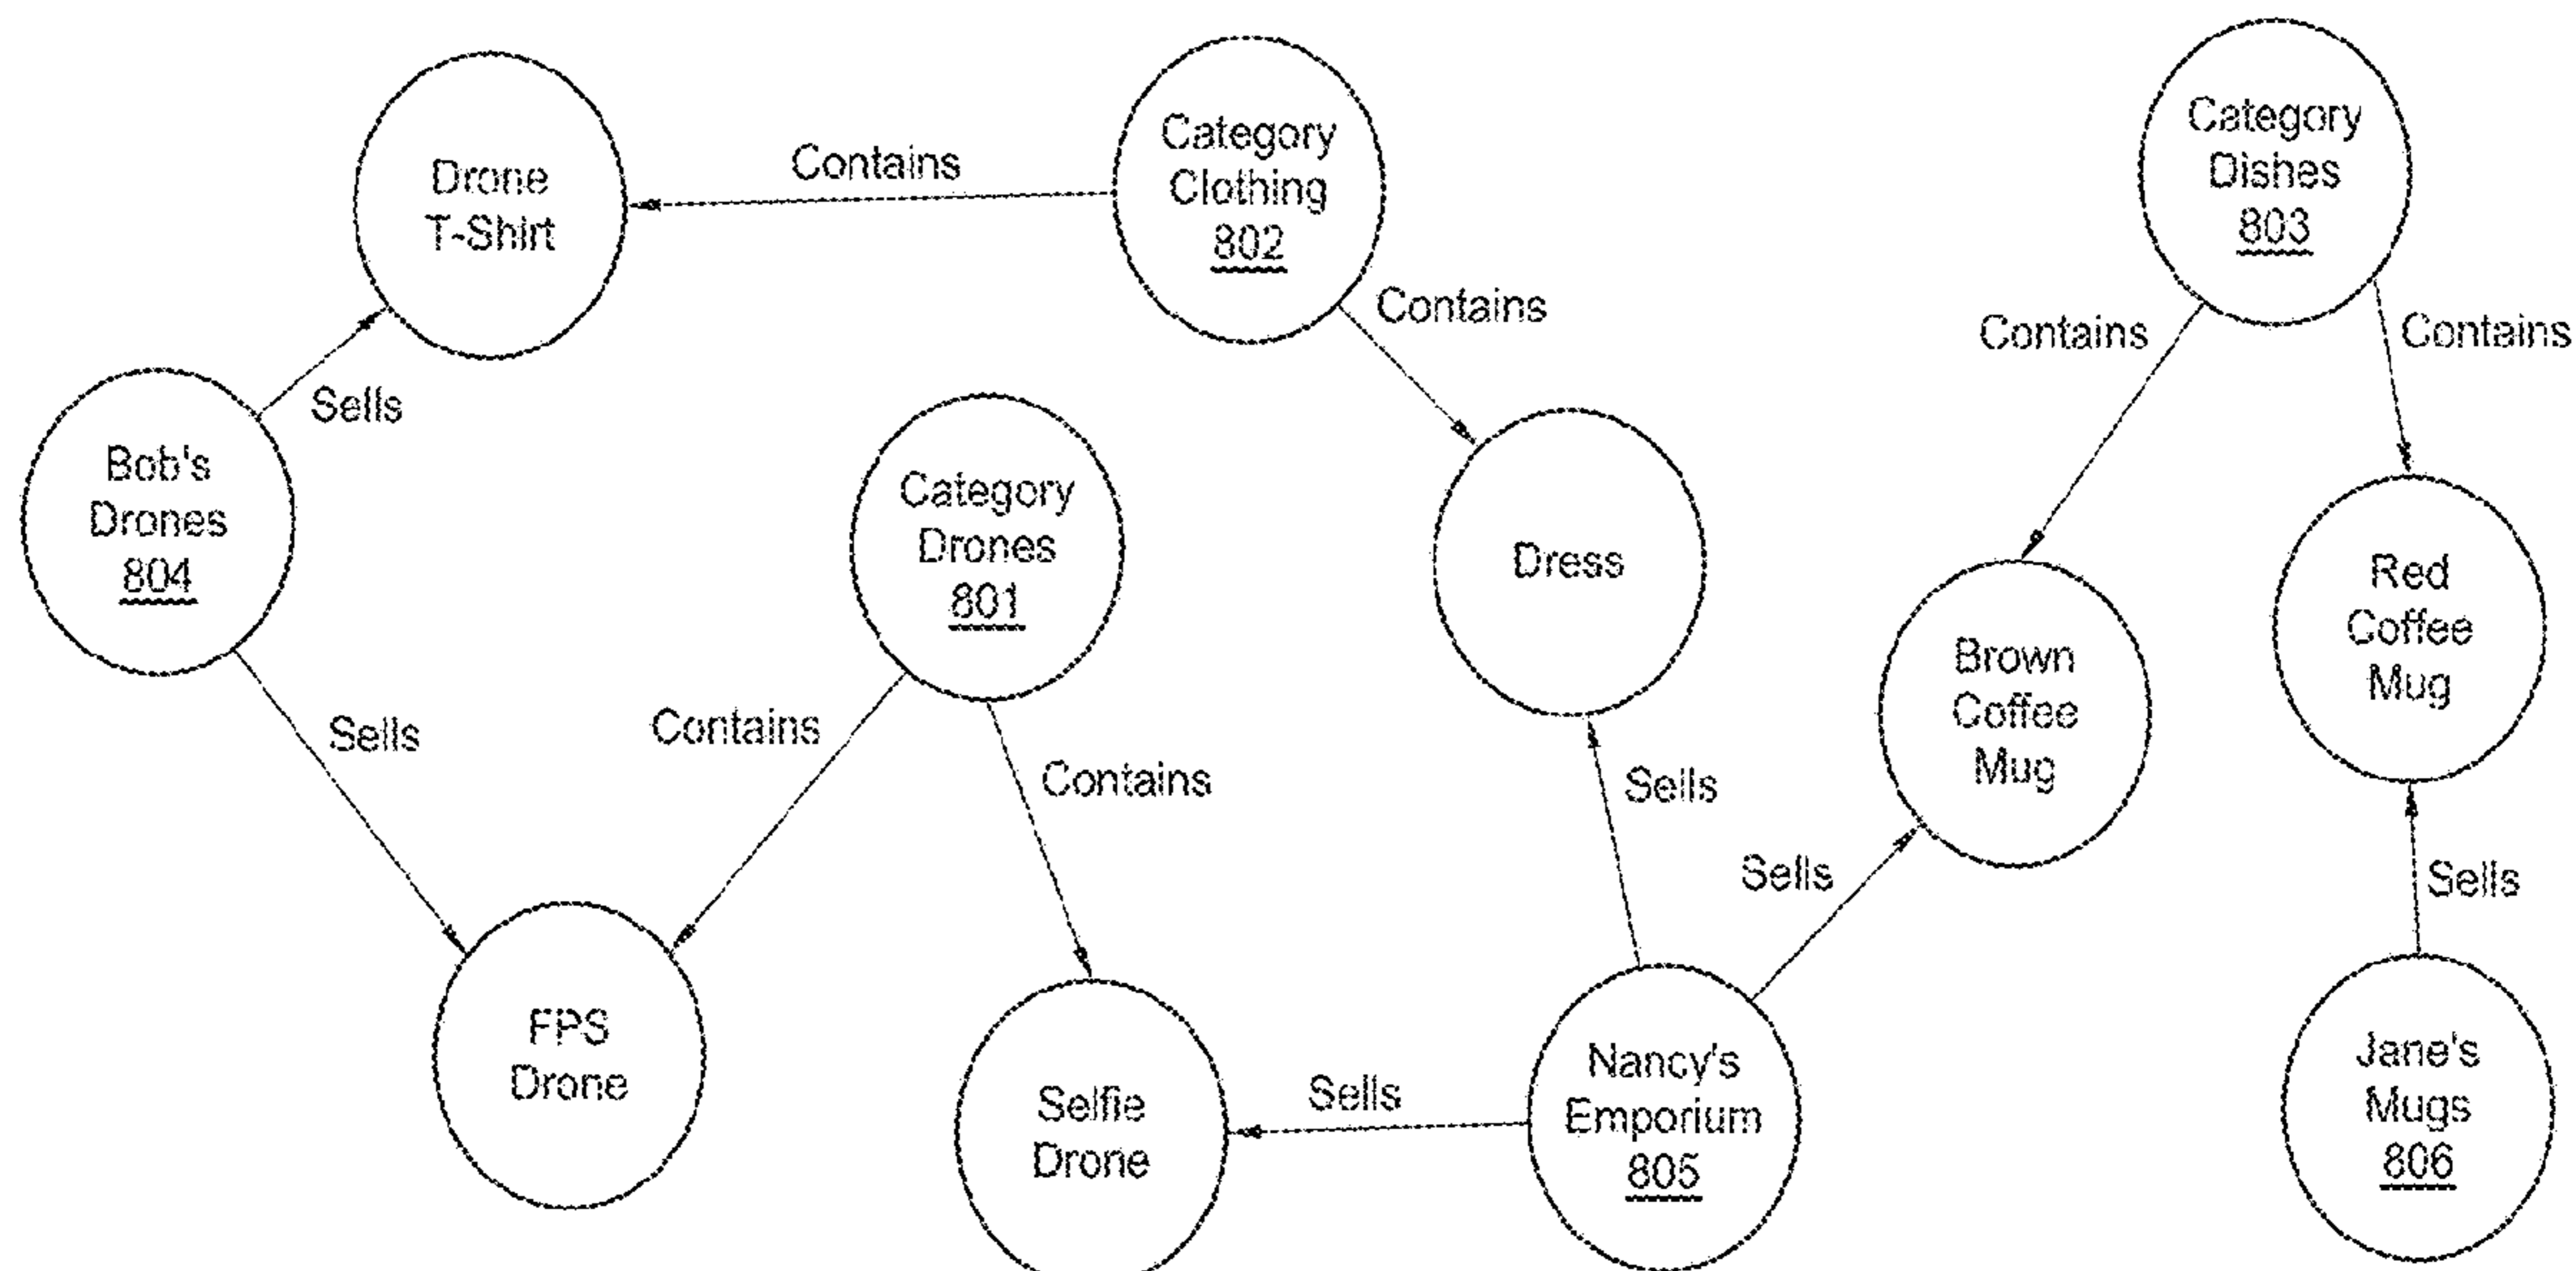 Drone
T-Shirt
Contains
Category
Clothing
802
Category
Dishes
803
Contains
Contains
Contains
Sells
Bob's
Drones
804
Category
Drones
801
Dress
Red
Coffee
Mug
Brown
Coffee
Mug
Sells
Contains
Contains
Sells
Sells
Sells
FPS
Drone
Selfie
Drone
Sells
Nancy's
Emporium
805
Jane's
Mugs
806